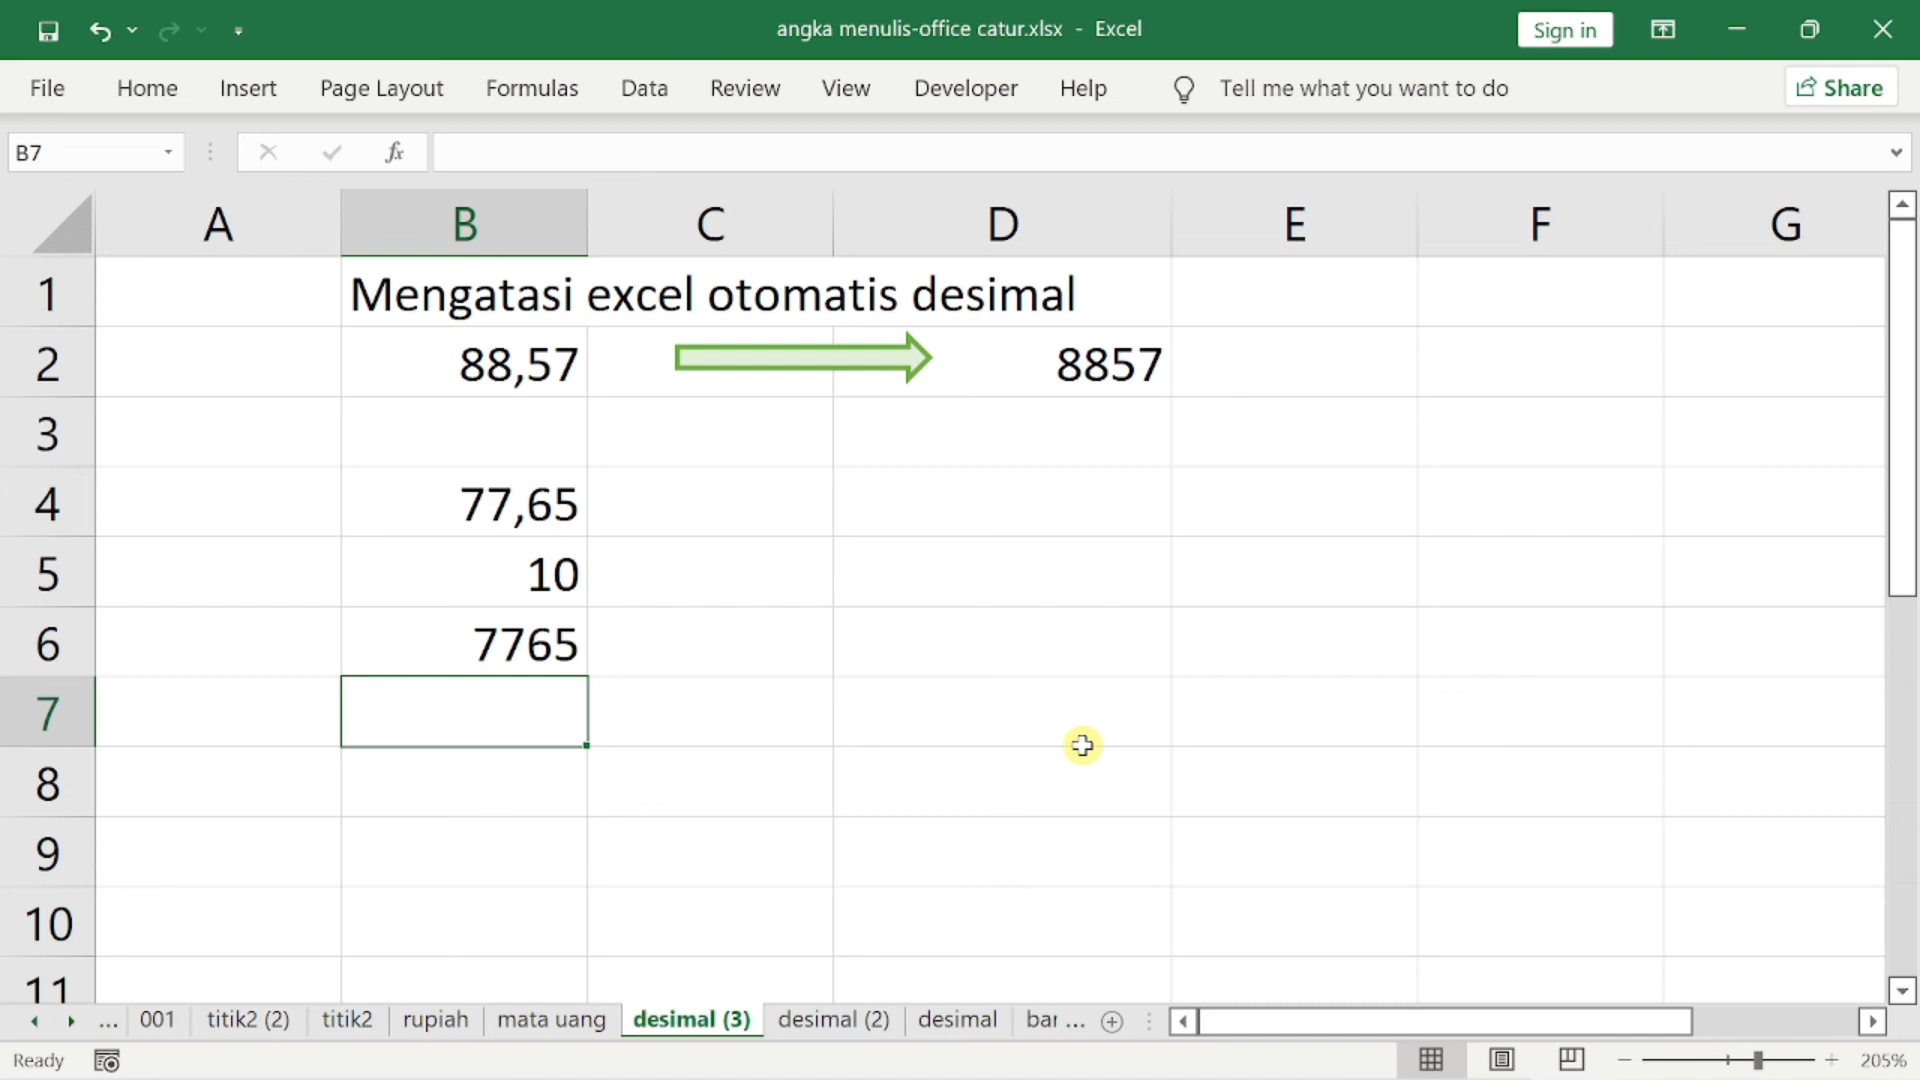 angka menulis-office catur.xlsx - Excel
Sign in
File Home Insert Page Layout Formulas Data Review View Developer Help Tell me what you want to do Share
B7 fx
A B C D E F G
1 Mengatasi excel otomatis desimal
2 88,57 8857
3
4 77,65
5 10
6 7765
7
8
9
10
11
... 001 titik2 (2) titik2 rupiah mata uang desimal (3) desimal (2) desimal bar ...
Ready 205%